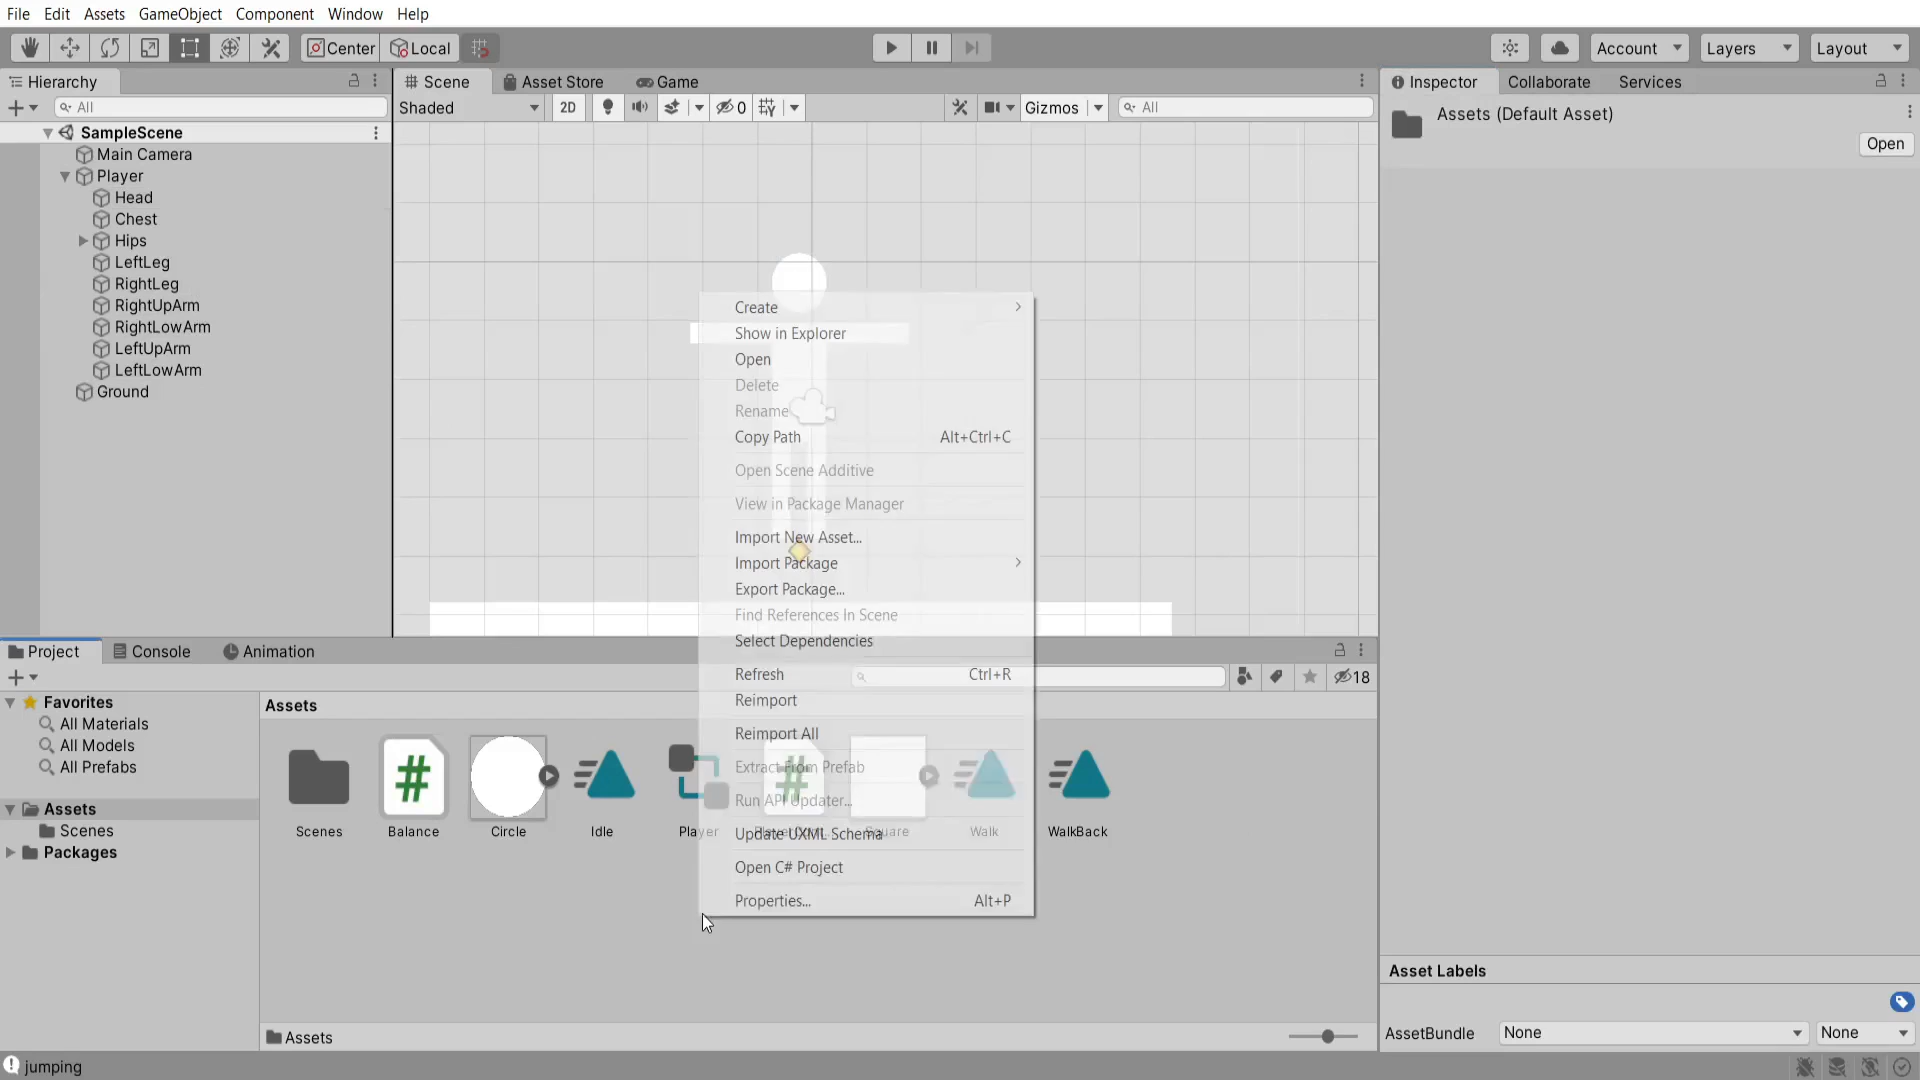 File Edit Assets GameObject Component Window Help
Center Local Account Layers Layout
Hierarchy
All
SampleScene
Main Camera
Player
Head
Chest
Hips
LeftLeg
RightLeg
RightUpArm
RightLowArm
LeftUpArm
LeftLowArm
Ground
Scene Asset Store Game
Shaded 2D 0 Gizmos All
Create
Show in Explorer
Open
Delete
Rename
Copy Path Alt+Ctrl+C
Open Scene Additive
View in Package Manager
Import New Asset...
Import Package
Export Package...
Find References In Scene
Select Dependencies
Refresh Ctrl+R
Reimport
Reimport All
Extract From Prefab
Run API Updater...
Update UXML Schema
Open C# Project
Properties... Alt+P
Inspector Collaborate Services
Assets (Default Asset)
Open
Project Console Animation
18
Favorites
All Materials
All Models
All Prefabs
Assets
Scenes
Packages
Assets
# #
Scenes Balance Circle Idle Player Square Walk WalkBack
Assets
Asset Labels
AssetBundle None None
jumping